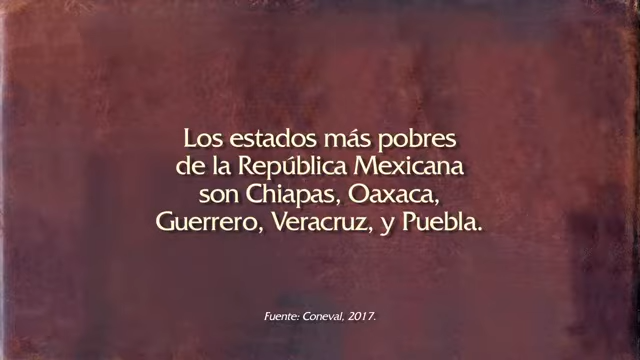 Los estados más pobres
de la República Mexicana
son Chiapas, Oaxaca,
Guerrero, Veracruz, y Puebla.
Fuente: Coneval, 2017.